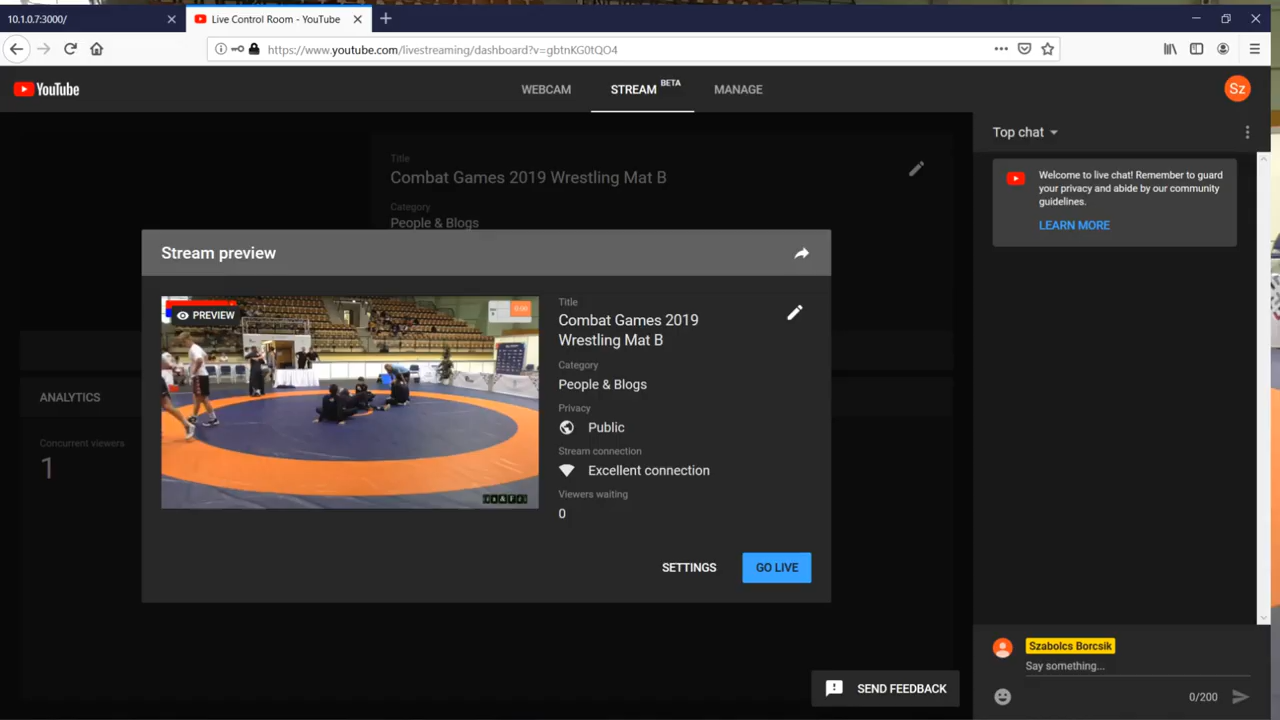 10.1.0.7:3000/
Live Control Room - YouTube
https://www.youtube.com/livestreaming/dashboard?v=gbtnKG0tQO4
YouTube
WEBCAM
STREAM BETA
MANAGE
Sz
Title
Combat Games 2019 Wrestling Mat B
Category
People & Blogs
ANALYTICS
Concurrent viewers
1
Stream preview
PREVIEW
0:00
Title
Combat Games 2019
Wrestling Mat B
Category
People & Blogs
Privacy
Public
Stream connection
Excellent connection
Viewers waiting
0
SETTINGS
GO LIVE
SEND FEEDBACK
Top chat
Welcome to live chat! Remember to guard
your privacy and abide by our community
guidelines.
LEARN MORE
Szabolcs Borcsik
Say something...
0/200